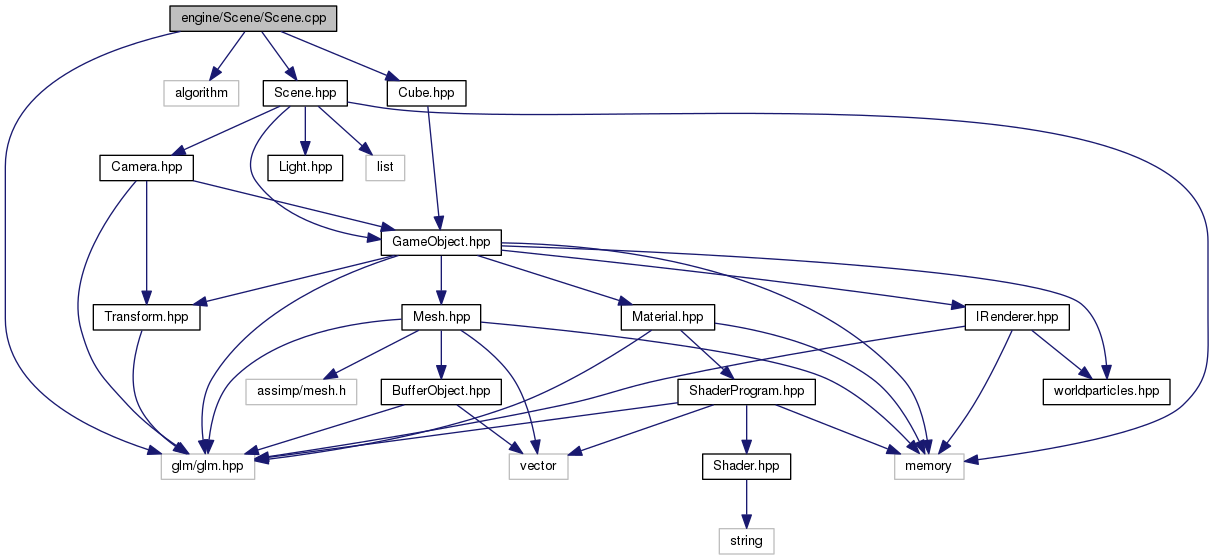 engine/Scene/Scene.cpp
algorithm
Scene.hpp
Cube.hpp
Camera.hpp
Light.hpp
list
GameObject.hpp
Transform.hpp
Mesh.hpp
Material.hpp
IRenderer.hpp
assimp/mesh.h
BufferObject.hpp
ShaderProgram.hpp
worldparticles.hpp
glm/glm.hpp
vector
Shader.hpp
memory
string